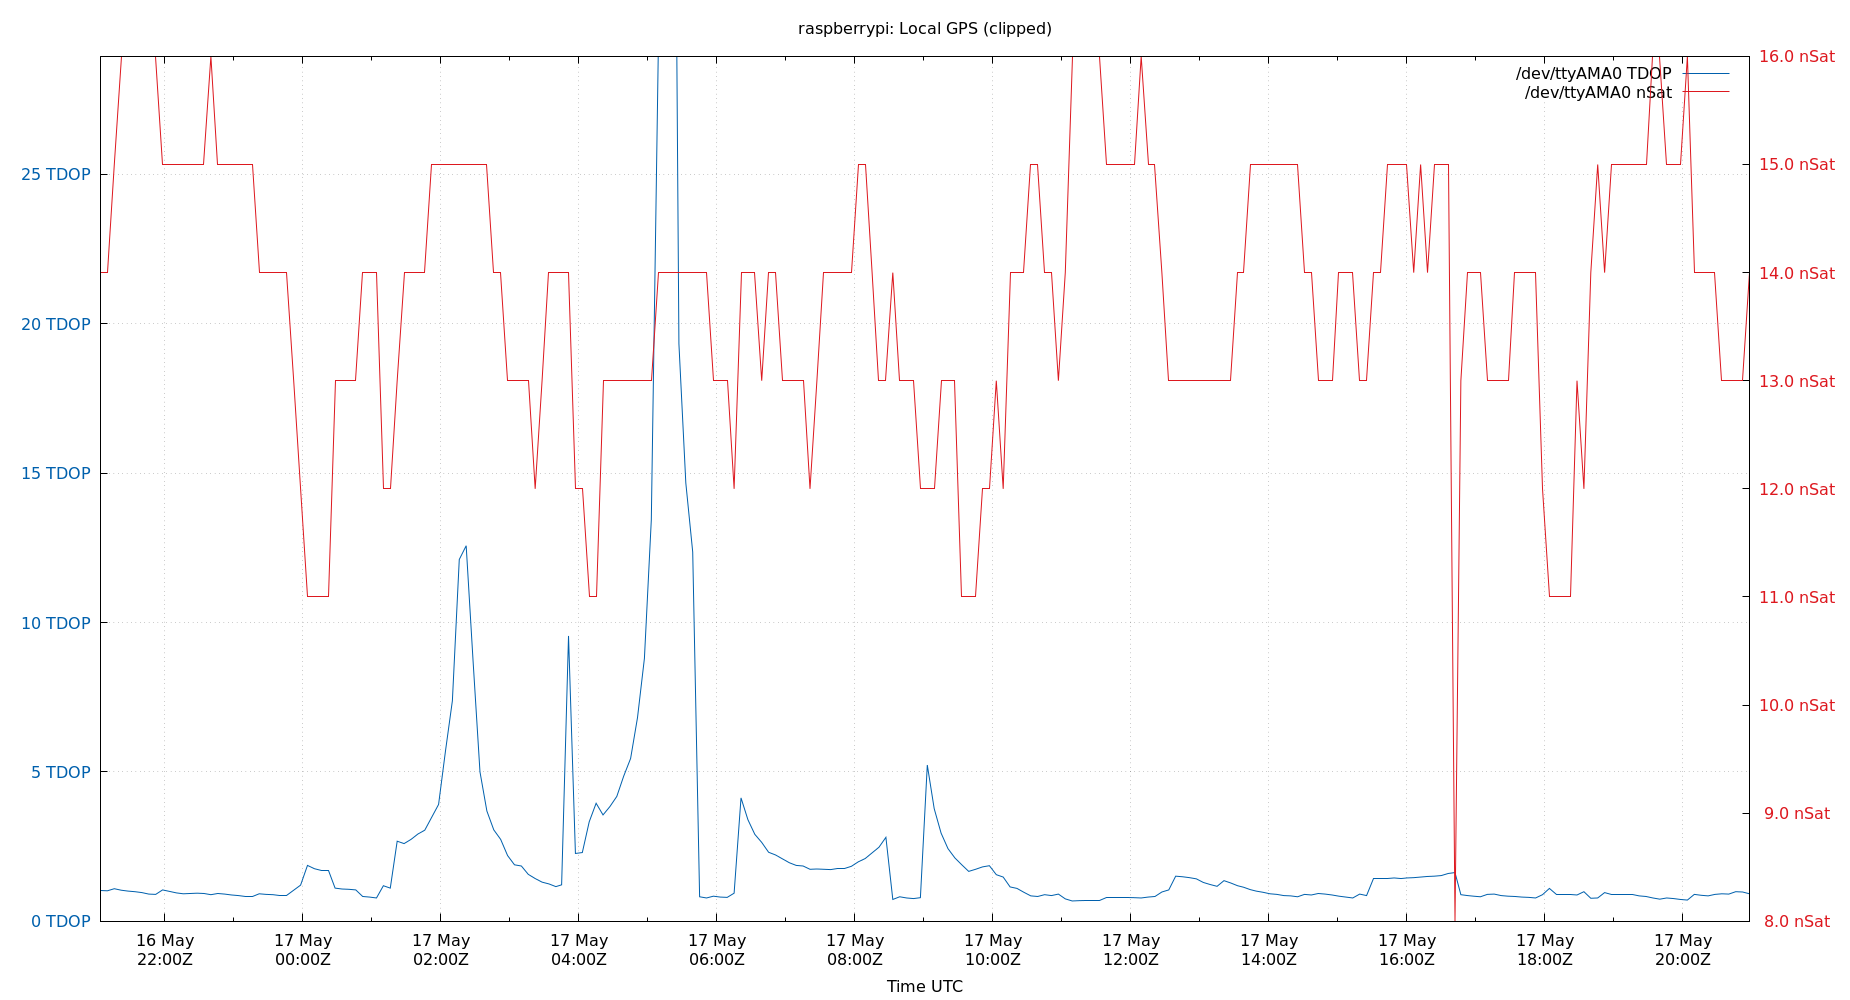 raspberrypi: Local GPS (clipped)
16.0 nSat
/dev/ttyAMA0 TDOP
/dev/ttyAMA0 nSat
15.0 nSat
25 TDOP
14.0 nSat
20 TDOP
13.0 nSat
15 TDOP
12.0 nSat
11.0 nSat
10 TDOP
10.0 nSat
5 TDOP
9.0 nSat
0 TDOP
8.0 nSat
16 May 17 May 17 May 17 May 17 May 17 May 17 May 17 May 17 May 17 May 17 May 17 May
22:00Z 00:00Z 02:00Z 04:00Z 06:00Z 08:00Z 10:00Z 12:00Z 14:00Z 16:00Z 18:00Z 20:00Z
Time UTC